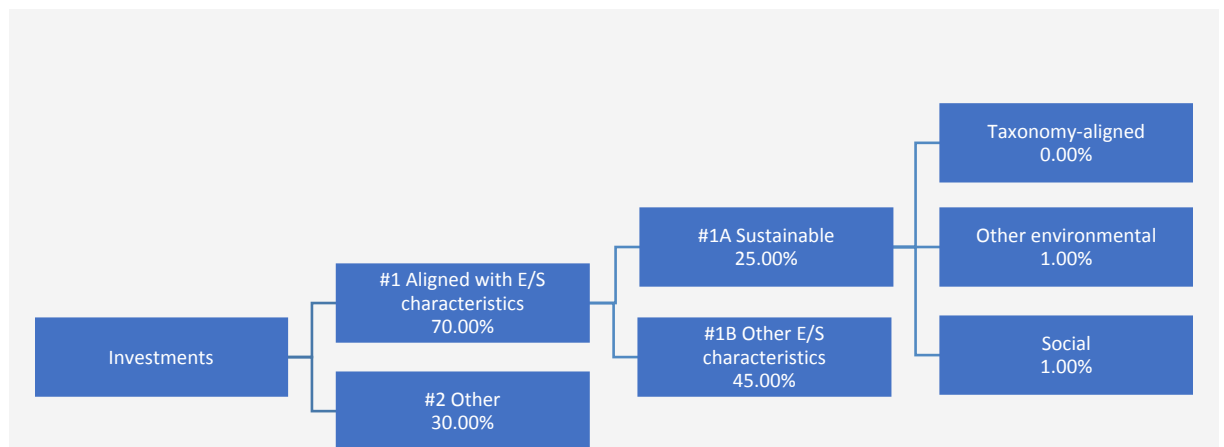 Investments
#1 Aligned with E/S
characteristics
70.00%
#2 Other
30.00%
#1A Sustainable
25.00%
#1B Other E/S
characteristics
45.00%
Taxonomy-aligned
0.00%
Other environmental
1.00%
Social
1.00%